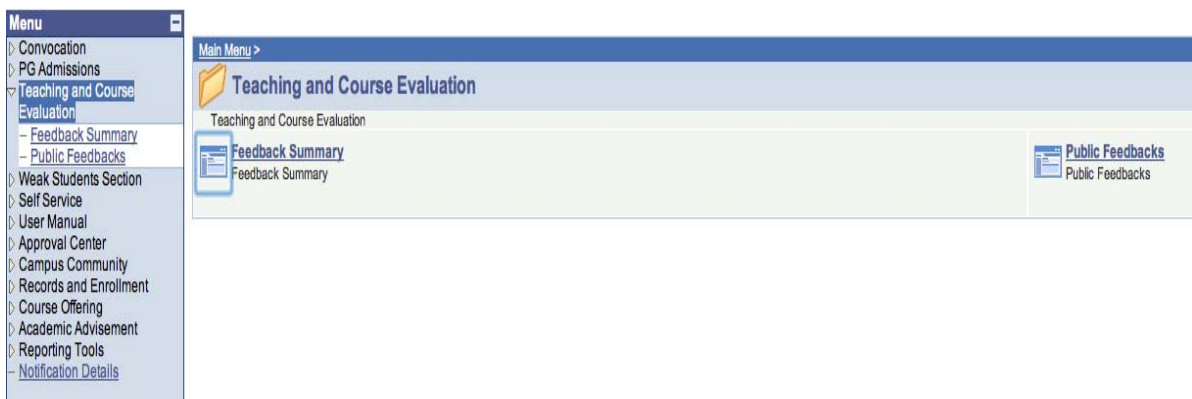 Menu
Convocation
PG Admissions
Teaching and Course
Evaluation
– Feedback Summary
– Public Feedbacks
Weak Students Section
Self Service
User Manual
Approval Center
Campus Community
Records and Enrollment
Course Offering
Academic Advisement
Reporting Tools
– Notification Details
Main Menu >
Teaching and Course Evaluation
Teaching and Course Evaluation
Feedback Summary
Feedback Summary
Public Feedbacks
Public Feedbacks